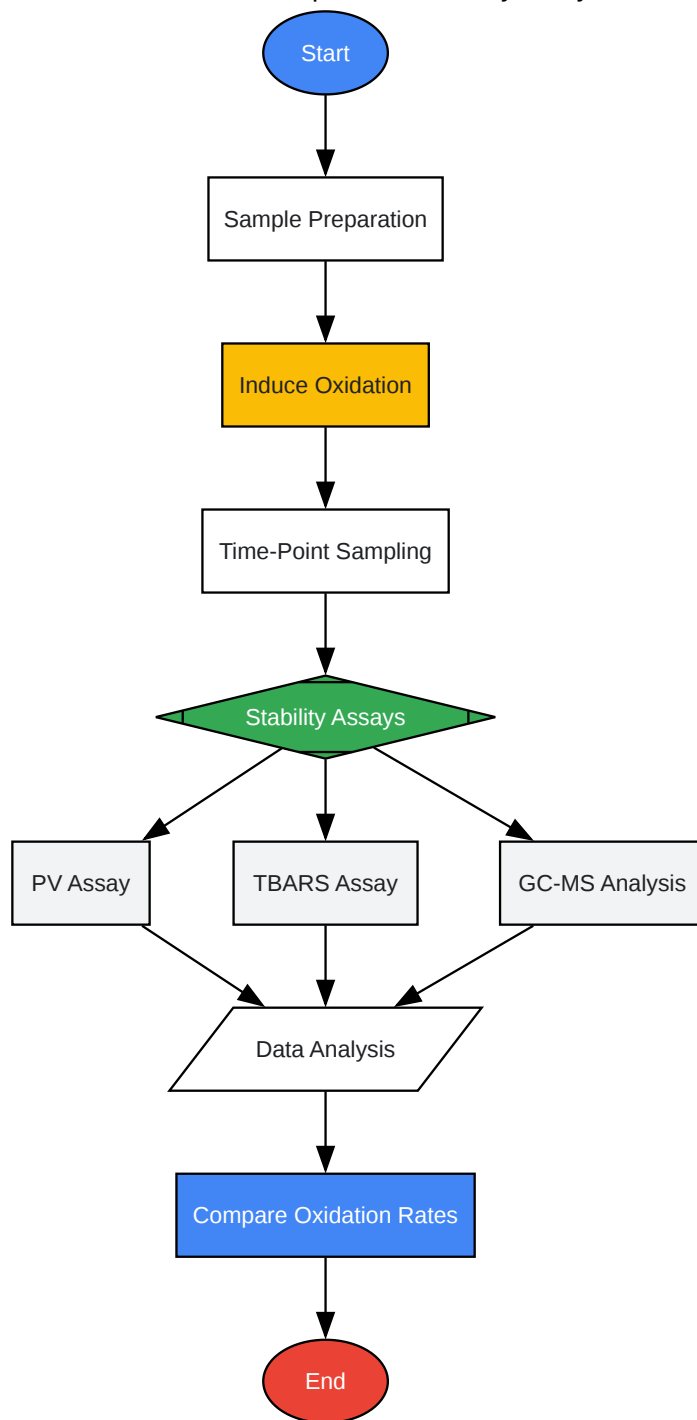 Start
Sample Preparation
Induce Oxidation
Time-Point Sampling
Stability Assays
PV Assay
TBARS Assay
GC-MS Analysis
Data Analysis
Compare Oxidation Rates
End